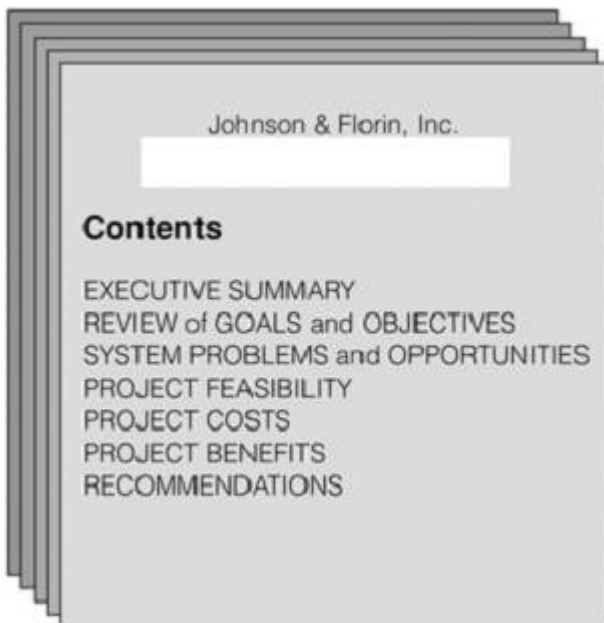 Johnson & Florin, Inc.
Contents
EXECUTIVE SUMMARY
REVIEW of GOALS and OBJECTIVES
SYSTEM PROBLEMS and OPPORTUNITIES
PROJECT FEASIBILITY
PROJECT COSTS
PROJECT BENEFITS
RECOMMENDATIONS